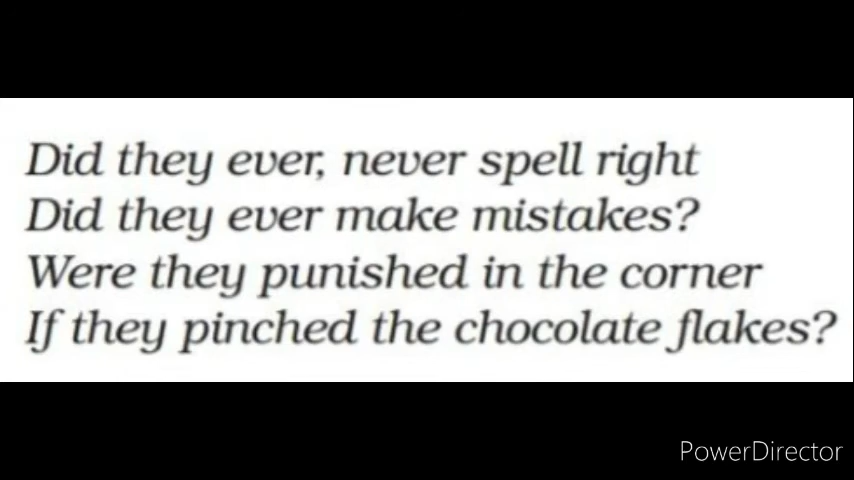 Did they ever, never spell right
Did they ever make mistakes?
Were they punished in the corner
If they pinched the chocolate flakes?
PowerDirector